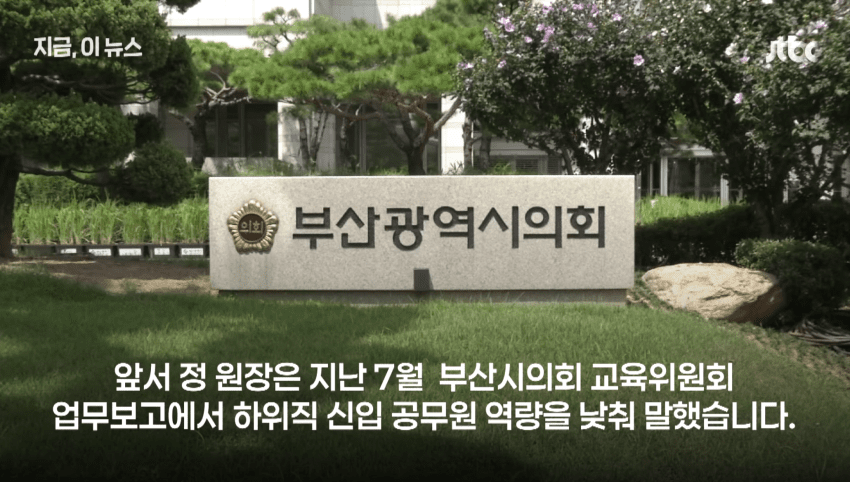 지금, 이 뉴스
jtbc
의회
부산광역시의회
앞서 정 원장은 지난 7월 부산시의회 교육위원회
업무보고에서 하위직 신입 공무원 역량을 낮춰 말했습니다.